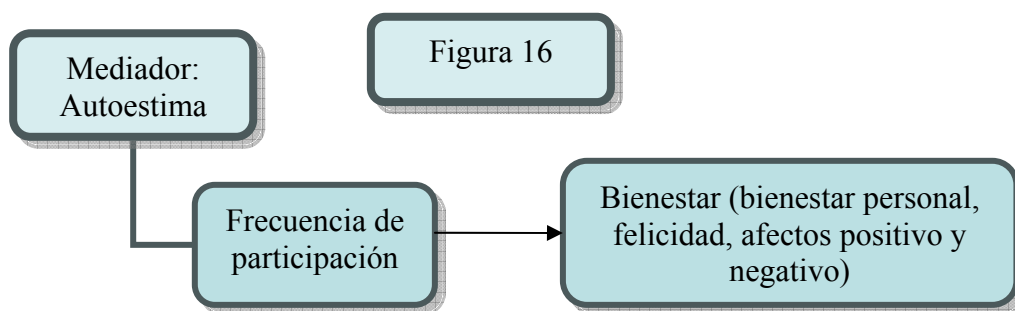 Mediador:
Autoestima
Figura 16
Frecuencia de
participación
Bienestar (bienestar personal,
felicidad, afectos positivo y
negativo)